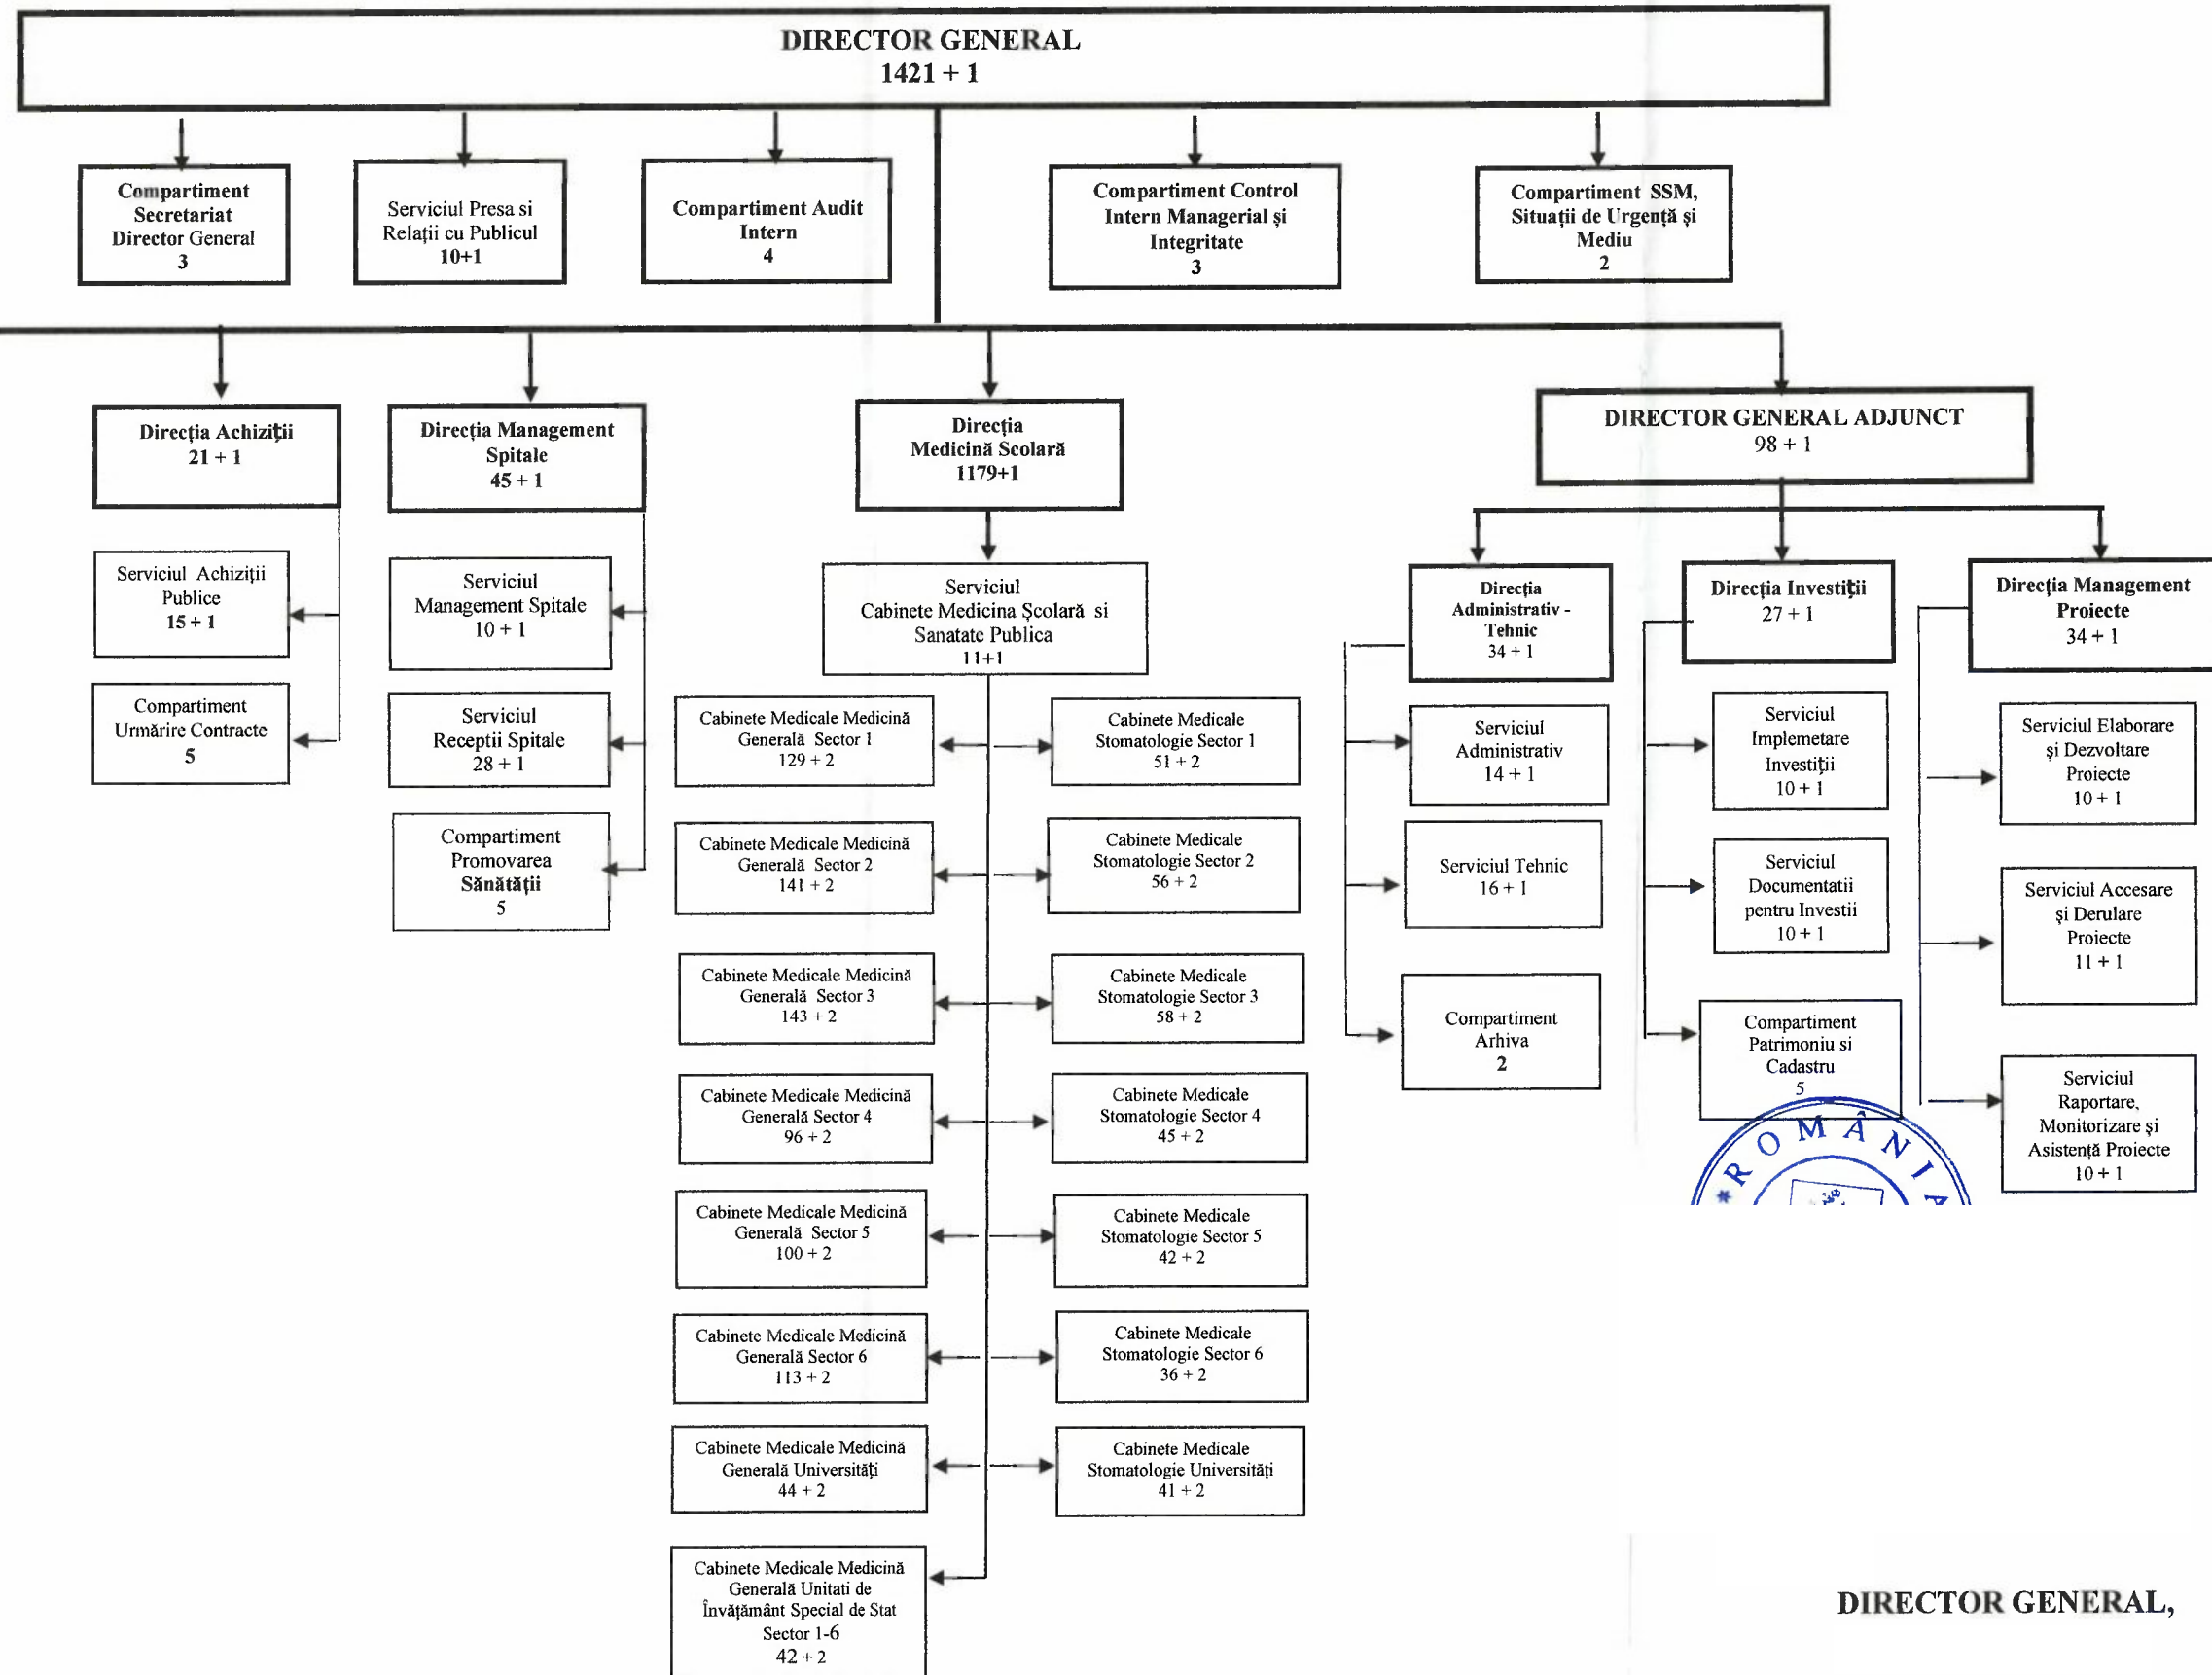 DIRECTOR GENERAL
1421 + 1
Compartiment
Secretariat
Director General
3
Serviciul Presa si
Relații cu Publicul
10+1
Compartiment Audit
Intern
4
Compartiment Control
Intern Managerial și
Integritate
3
Compartiment SSM,
Situații de Urgență și
Mediu
2
Direcția Achiziții
21 + 1
Direcția Management
Spitale
45 + 1
Direcția
Medicină Scolară
1179+1
DIRECTOR GENERAL ADJUNCT
98 + 1
Serviciul Achiziții
Publice
15 + 1
Compartiment
Urmărire Contracte
5
Serviciul
Management Spitale
10 + 1
Serviciul
Receptii Spitale
28 + 1
Compartiment
Promovarea
Sănătății
5
Serviciul
Cabinete Medicina Școlară si
Sanatate Publica
11+1
Cabinete Medicale Medicină
Generală Sector 1
129 + 2
Cabinete Medicale
Stomatologie Sector 1
51 + 2
Cabinete Medicale Medicină
Generală Sector 2
141 + 2
Cabinete Medicale
Stomatologie Sector 2
56 + 2
Cabinete Medicale Medicină
Generală Sector 3
143 + 2
Cabinete Medicale
Stomatologie Sector 3
58 + 2
Cabinete Medicale Medicină
Generală Sector 4
96 + 2
Cabinete Medicale
Stomatologie Sector 4
45 + 2
Cabinete Medicale Medicină
Generală Sector 5
100 + 2
Cabinete Medicale
Stomatologie Sector 5
42 + 2
Cabinete Medicale Medicină
Generală Sector 6
113 + 2
Cabinete Medicale
Stomatologie Sector 6
36 + 2
Cabinete Medicale Medicină
Generală Universități
44 + 2
Cabinete Medicale
Stomatologie Universități
41 + 2
Cabinete Medicale Medicină
Generală Unitati de
Învățământ Special de Stat
Sector 1-6
42 + 2
Direcția
Administrativ -
Tehnic
34 + 1
Serviciul
Administrativ
14 + 1
Serviciul Tehnic
16 + 1
Compartiment
Arhiva
2
Direcția Investiții
27 + 1
Serviciul
Implemetare
Investiții
10 + 1
Serviciul
Documentatii
pentru Investii
10 + 1
Compartiment
Patrimoniu si
Cadastru
5
Direcția Management
Proiecte
34 + 1
Serviciul Elaborare
și Dezvoltare
Proiecte
10 + 1
Serviciul Accesare
și Derulare
Proiecte
11 + 1
Serviciul
Raportare,
Monitorizare și
Asistență Proiecte
10 + 1
*ROMÂNIA
DIRECTOR GENERAL,